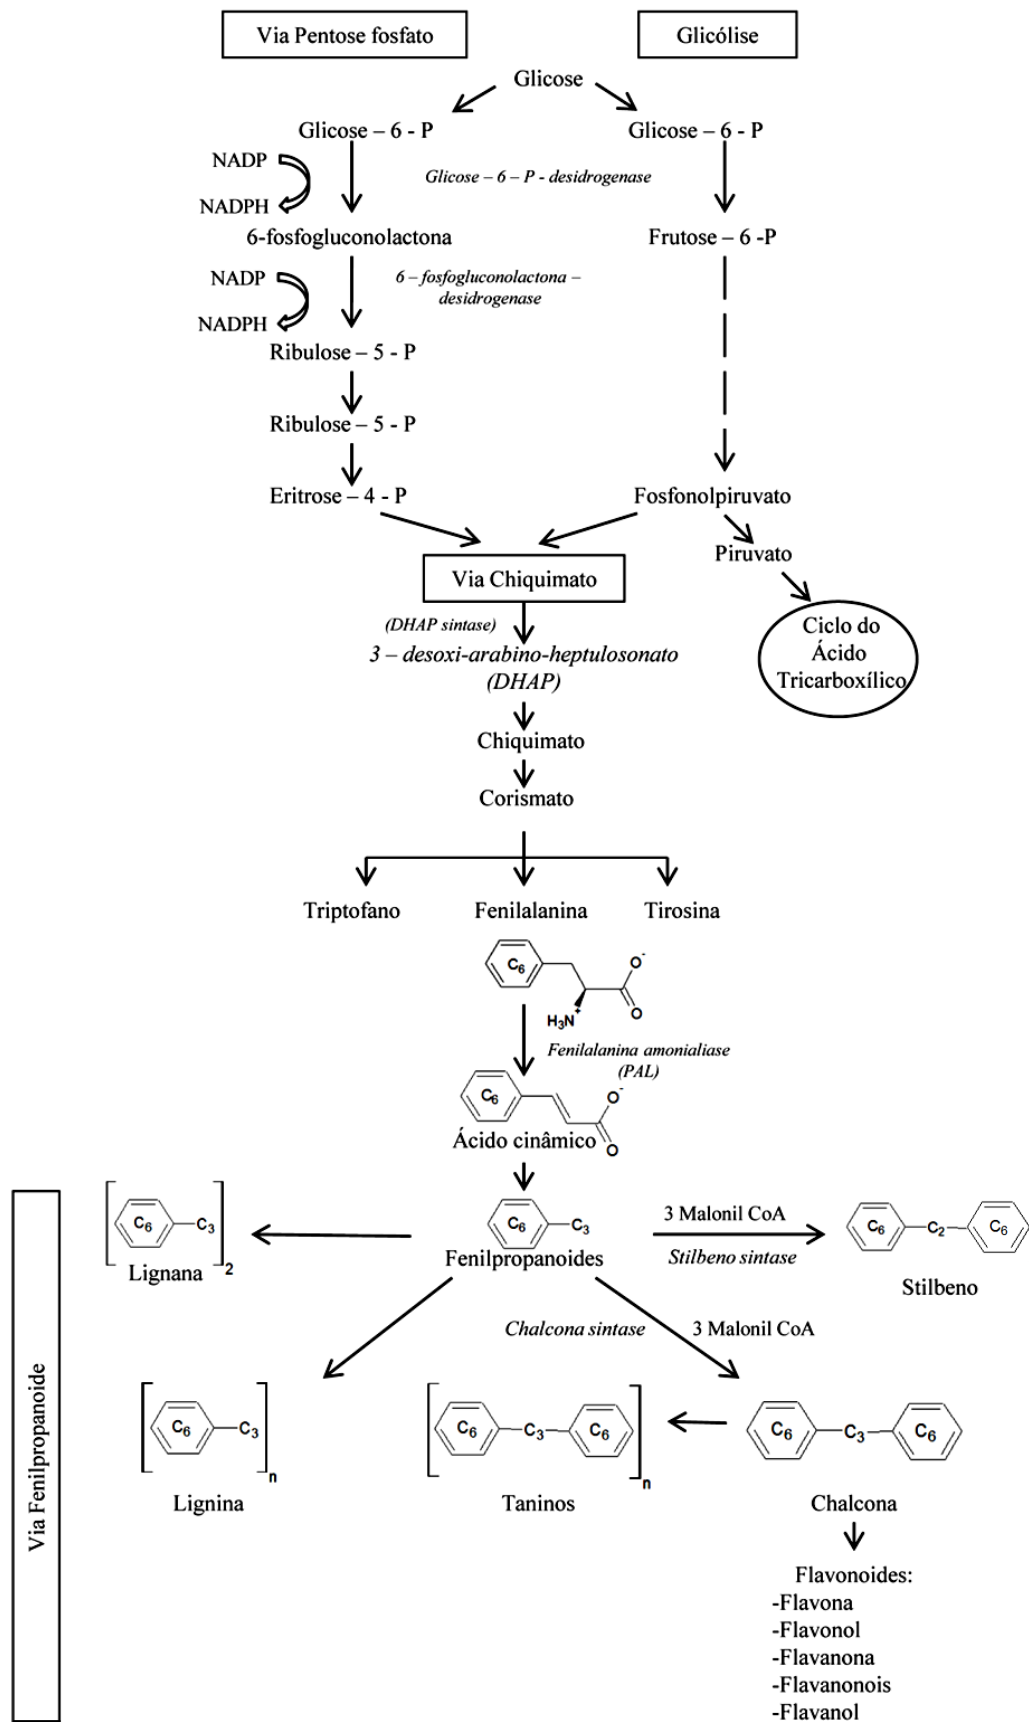 Via Pentose fosfato
Glicólise
Glicose
Glicose – 6 - P
Glicose – 6 - P
NADP
NADPH
Glicose – 6 – P - desidrogenase
6-fosfogluconolactona
Frutose – 6 -P
NADP
NADPH
6 – fosfogluconolactona –
desidrogenase
Ribulose – 5 - P
Ribulose – 5 - P
Eritrose – 4 - P
Fosfonolpiruvato
Piruvato
Via Chiquimato
Ciclo do
Ácido
Tricarboxílico
(DHAP sintase)
3 – desoxi-arabino-heptulosonato
(DHAP)
Chiquimato
Corismato
Triptofano
Fenilalanina
Tirosina
C6
O-
O
H3N+
Fenilalanina amonialiase
(PAL)
C6
O-
O
Ácido cinâmico
Via Fenilpropanoide
C6 C3
2
Lignana
C6 C3
Fenilpropanoides
3 Malonil CoA
Stilbeno sintase
C6 C2 C6
Stilbeno
Chalcona sintase
3 Malonil CoA
C6 C3
n
Lignina
C6 C3 C6
n
Taninos
C6 C3 C6
Chalcona
Flavonoides:
-Flavona
-Flavonol
-Flavanona
-Flavanonois
-Flavanol